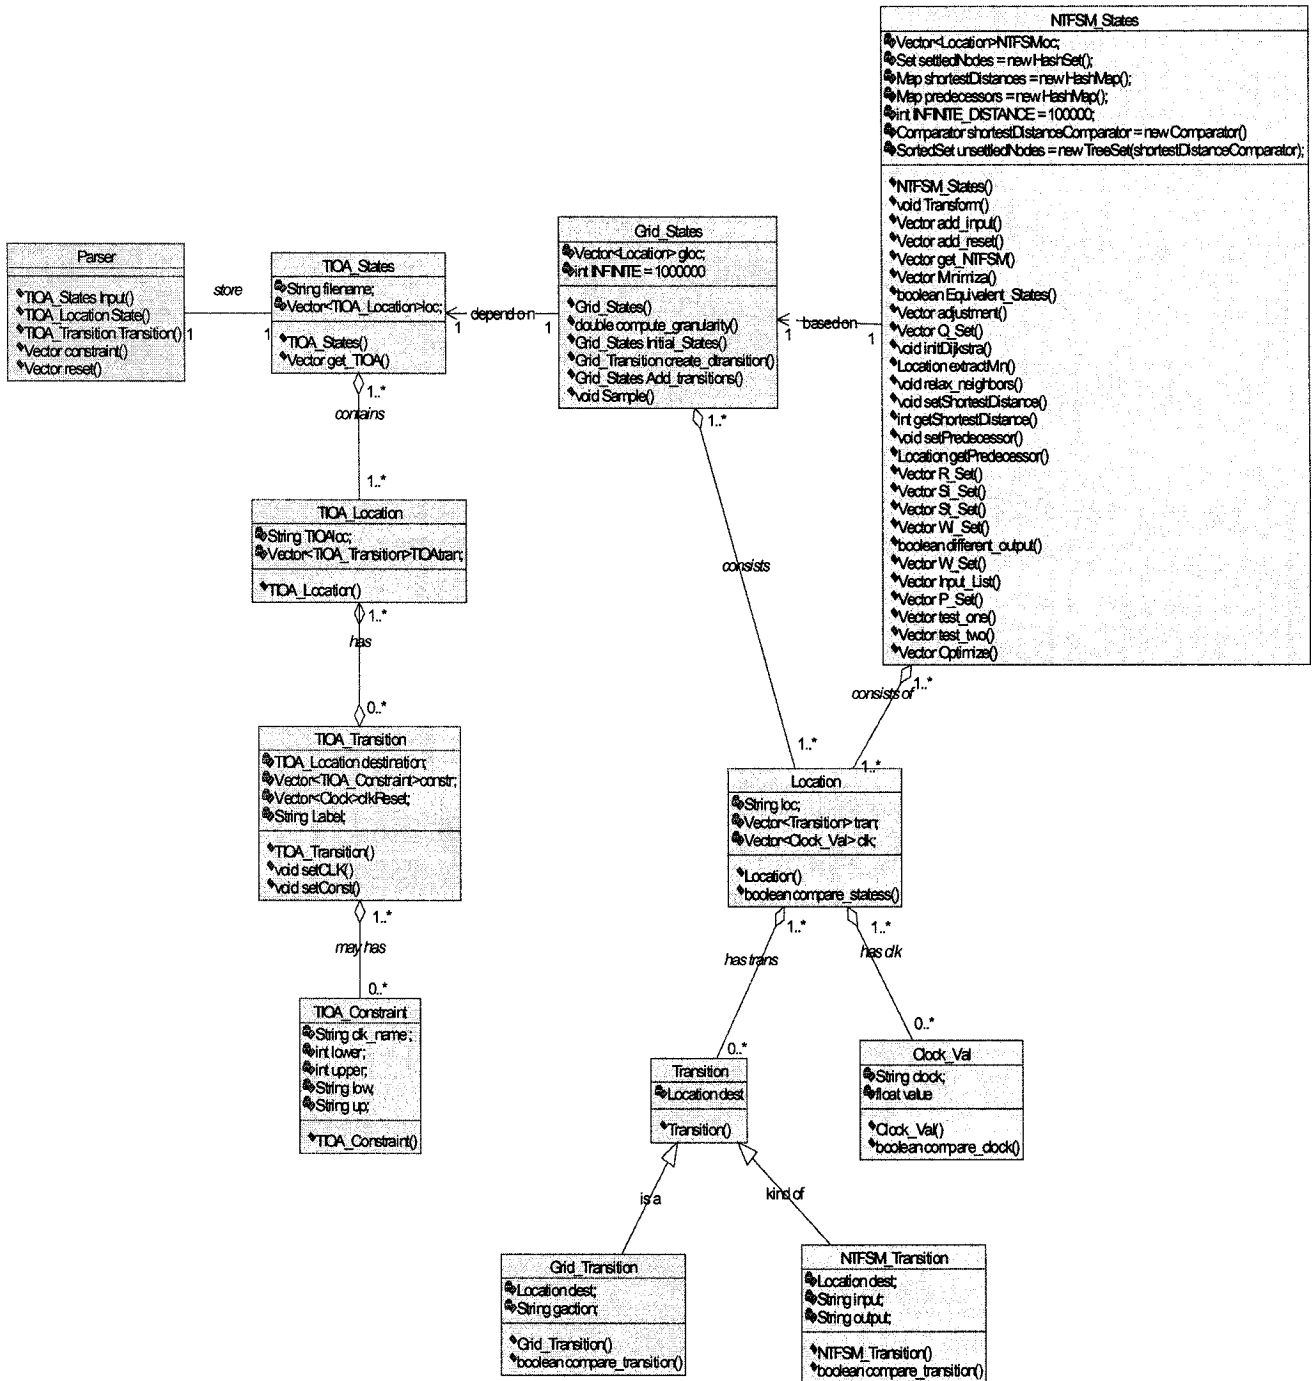 NTFSM_States
Vector<Location>NTFSMoc;
Set settledNodes = new HashSet();
Map shortestDistances = new HashMap();
Map predecessors = new HashMap();
int INFINITE_DISTANCE = 100000;
Comparator shortestDistanceComparator = new Comparator()
SortedSet unsettledNodes = new TreeSet(shortestDistanceComparator);
NTFSM_States()
void Transform()
Vector add_input()
Vector add_reset()
Vector get_NTFSM()
Vector Minimiza()
boolean Equivalent_States()
Vector adjustment()
Vector Q_Set()
void initDijkstra()
Location extractMin()
void relax_neighbors()
void setShortestDistance()
int getShortestDistance()
void setPredecessor()
Location getPredecessor()
Vector R_Set()
Vector Si_Set()
Vector St_Set()
Vector Wi_Set()
boolean different_output()
Vector W_Set()
Vector Input_List()
Vector P_Set()
Vector test_one()
Vector test_two()
Vector Optimize()
Parser
TIOA_States Input()
TIOA_Location State()
TIOA_Transition Transition()
Vector constraint()
Vector reset()
store
1
1
TIOA_States
String filename;
Vector<TIOA_Location>loc;
TIOA_States()
Vector get_TIOA()
depend on
1
1
Grid_States
Vector<Location> gloc;
int INFINITE = 1000000
Grid_States()
double compute_granularity()
Grid_States Initial_States()
Grid_Transition create_dtransition()
Grid_States Add_transitions()
void Sample()
based on
1
1
1..*
contains
1..*
TIOA_Location
String TIOAloc;
Vector<TIOA_Transition>TIOAtran;
TIOA_Location()
1..*
has
0..*
TIOA_Transition
TIOA_Location destination;
Vector<TIOA_Constraint>constr;
Vector<Clock>clkReset;
String Label;
TIOA_Transition()
void setCLK()
void setConst()
1..*
may has
0..*
TIOA_Constraint
String clk_name;
int lower;
int upper;
String low;
String up;
TIOA_Constraint()
1..*
consists
1..*
1..*
consists of
1..*
Location
String loc;
Vector<Transition> tran;
Vector<Clock_Val> clk;
Location()
boolean compare_statess()
1..*
has trans
0..*
1..*
has clk
0..*
Transition
Location dest
Transition()
Clock_Val
String clock;
float value
Clock_Val()
boolean compare_clock()
is a
kind of
Grid_Transition
Location dest;
String gaction;
Grid_Transition()
boolean compare_transition()
NTFSM_Transition
Location dest;
String input;
String output;
NTFSM_Transition()
boolean compare_transition()